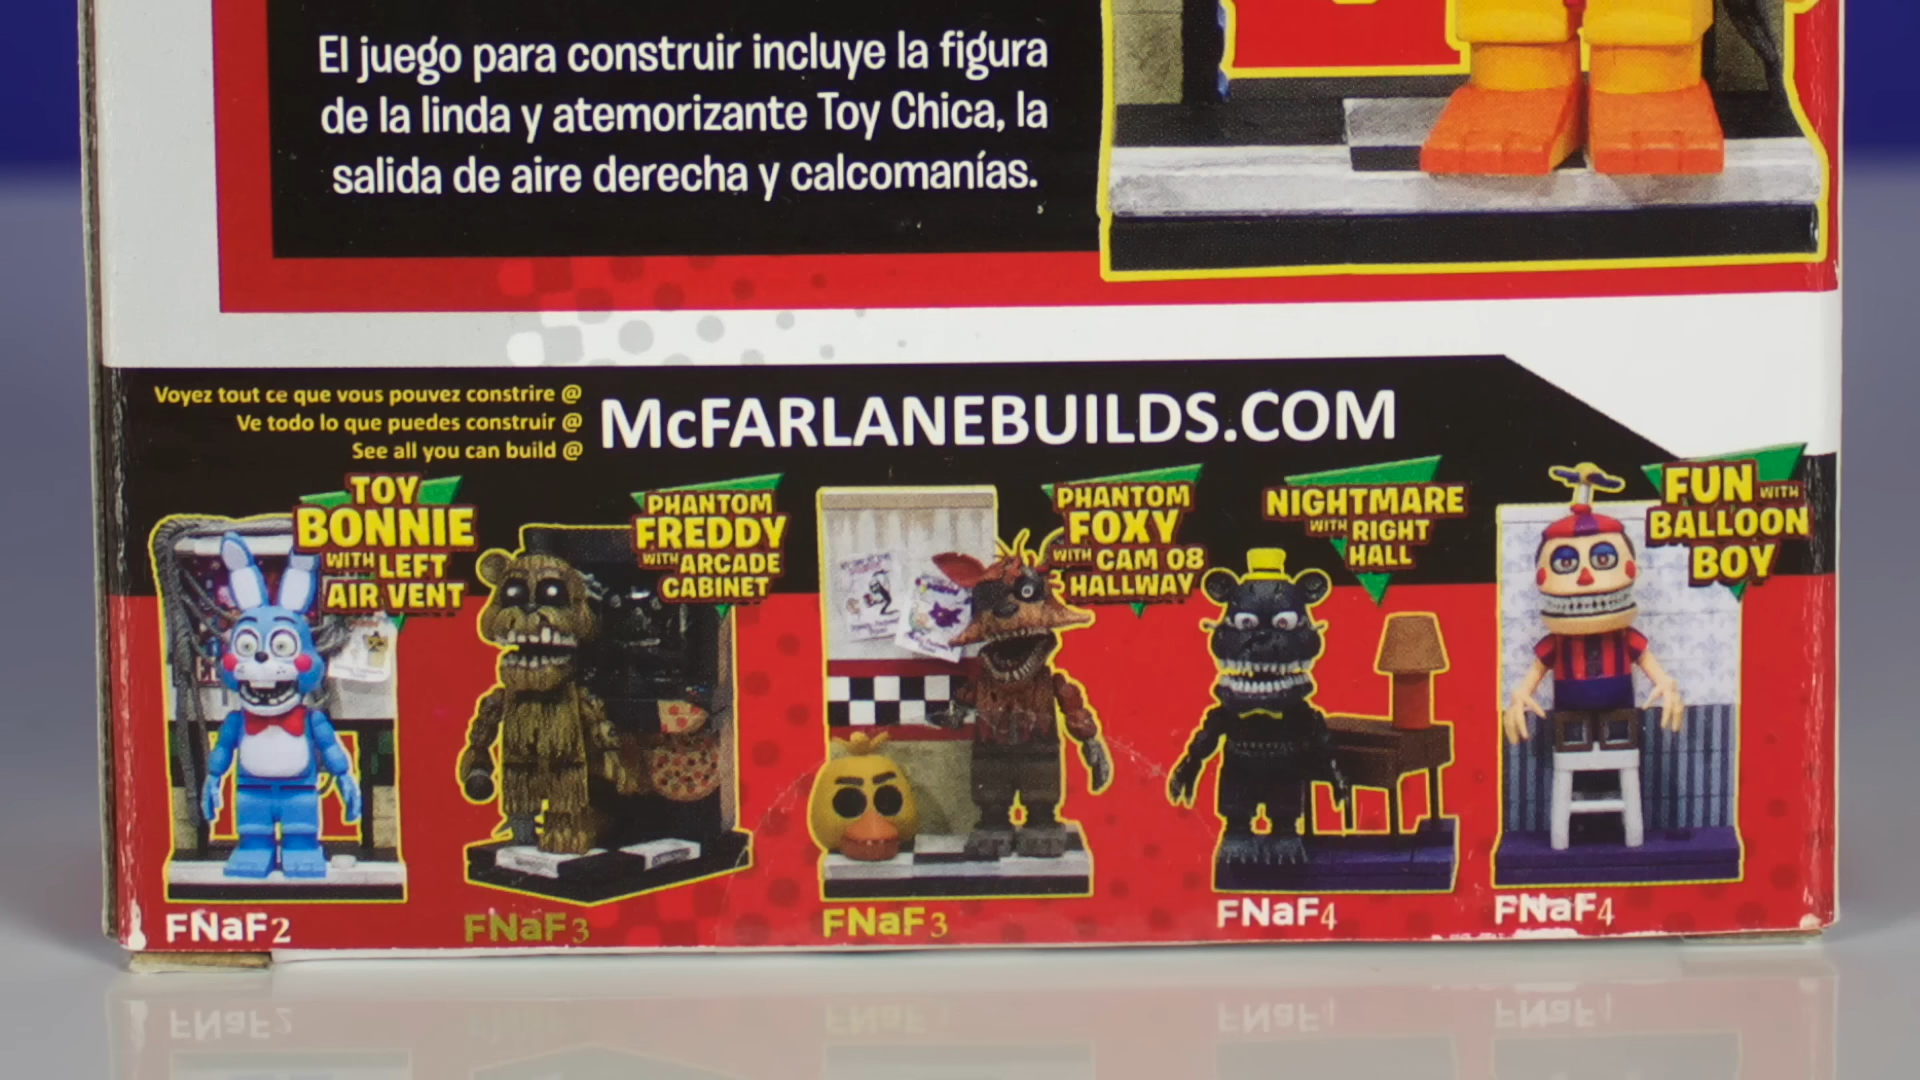 El juego para construir incluye la figura
de la linda y atemorizante Toy Chica, la
salida de aire derecha y calcomanías.
Voyez tout ce que vous pouvez constrire @
Ve todo lo que puedes construir @
See all you can build @
McFARLANEBUILDS.COM
TOY
BONNIE
WITH LEFT
AIR VENT
PHANTOM
FREDDY
WITH ARCADE
CABINET
PHANTOM
FOXY
WITH CAM 08
HALLWAY
NIGHTMARE
WITH RIGHT
HALL
FUN WITH
BALLOON
BOY
FNaF2
FNaF3
FNaF3
FNaF4
FNaF4